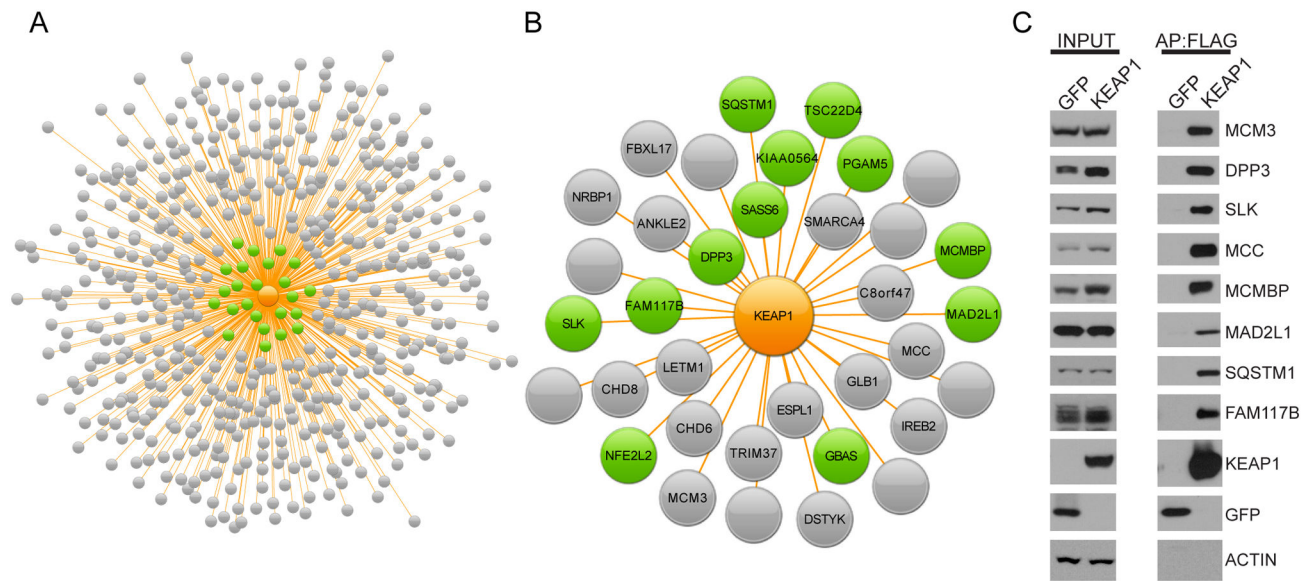 A
B
C
SQSTM1
TSC22D4
FBXL17
KIAA0564
PGAM5
NRBP1
ANKLE2
SASS6
SMARCA4
DPP3
MCMBP
C8orf47
FAM117B
KEAP1
SLK
MAD2L1
MCC
LETM1
CHD8
GLB1
ESPL1
CHD6
IREB2
NFE2L2
TRIM37
GBAS
MCM3
DSTYK
INPUT AP:FLAG
GFP KEAP1 GFP KEAP1
MCM3
DPP3
SLK
MCC
MCMBP
MAD2L1
SQSTM1
FAM117B
KEAP1
GFP
ACTIN